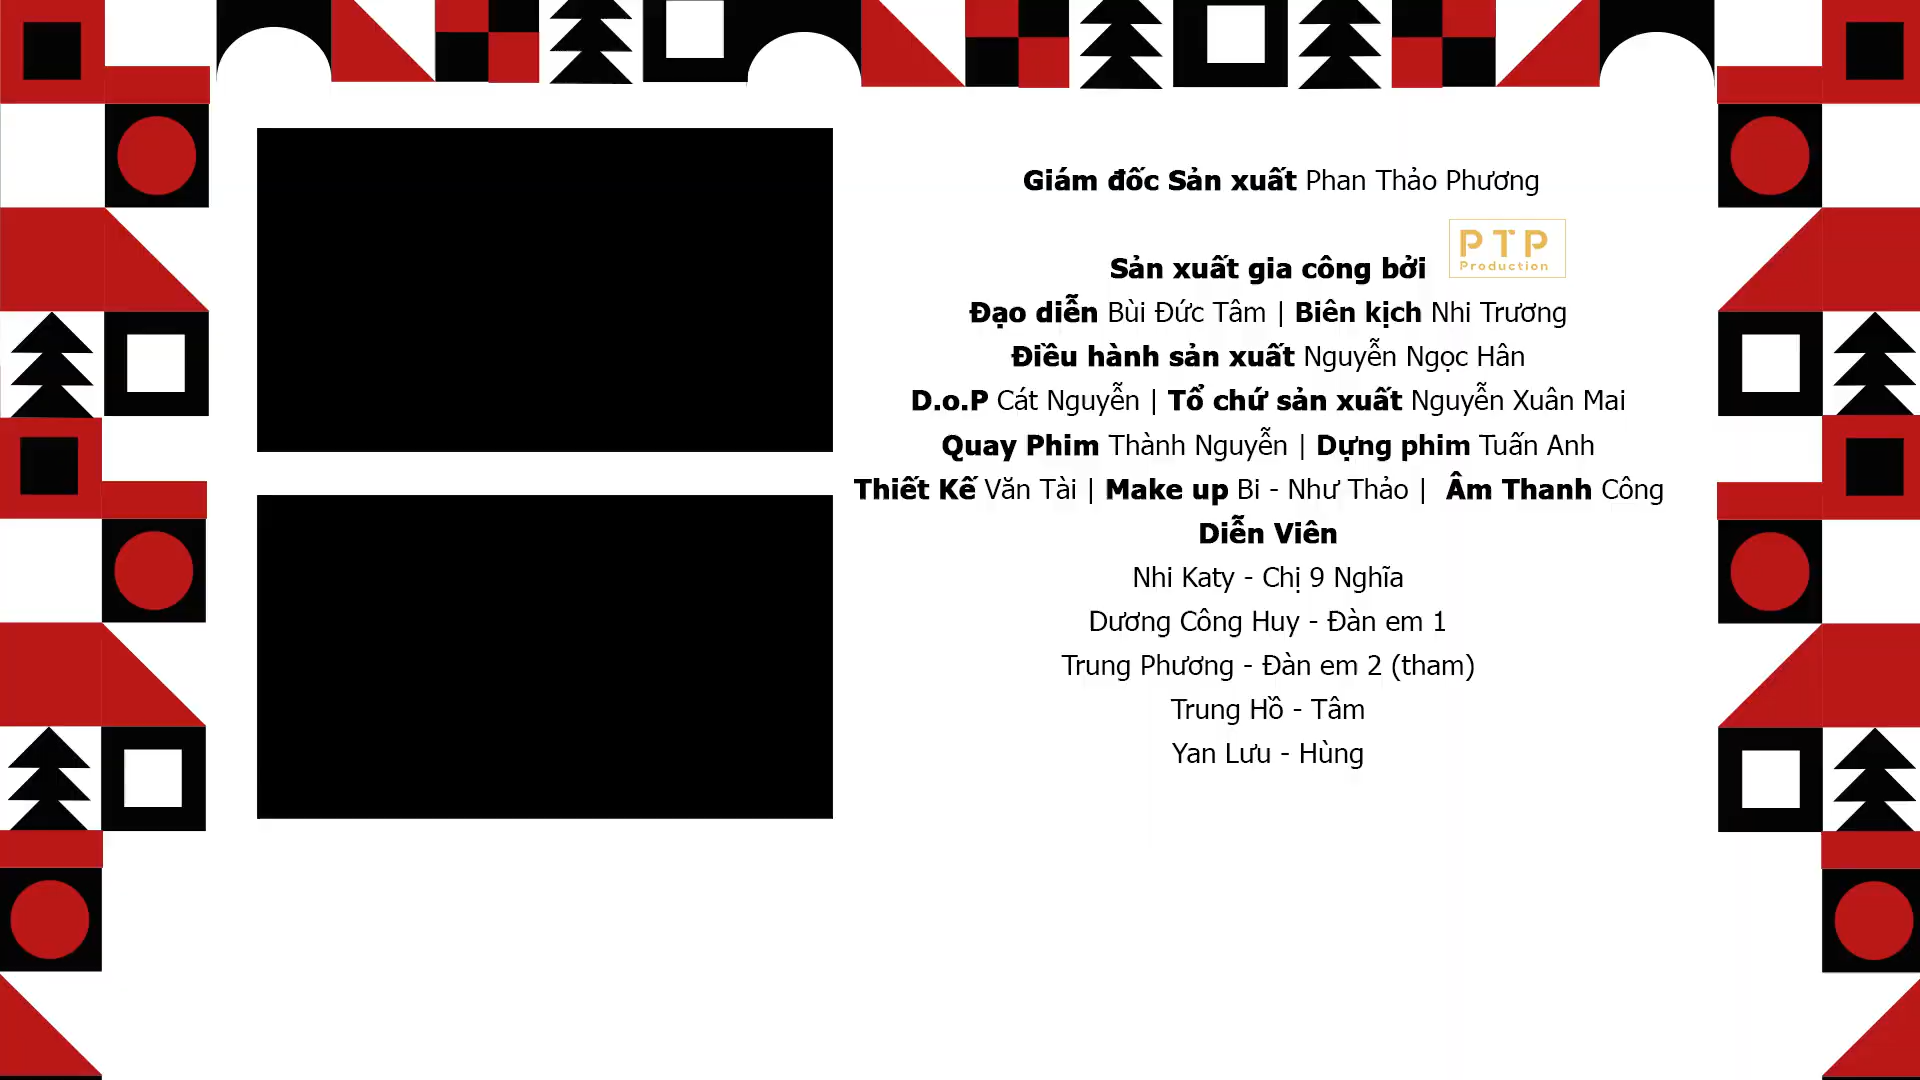 Giám đốc Sản xuất Phan Thảo Phương
PTP
Production
Sản xuất gia công bởi
Đạo diễn Bùi Đức Tâm | Biên kịch Nhi Trương
Điều hành sản xuất Nguyễn Ngọc Hân
D.o.P Cát Nguyễn | Tổ chứ sản xuất Nguyễn Xuân Mai
Quay Phim Thành Nguyễn | Dựng phim Tuấn Anh
Thiết Kế Văn Tài | Make up Bi - Như Thảo | Âm Thanh Công
Diễn Viên
Nhi Katy - Chị 9 Nghĩa
Dương Công Huy - Đàn em 1
Trung Phương - Đàn em 2 (tham)
Trung Hồ - Tâm
Yan Lưu - Hùng